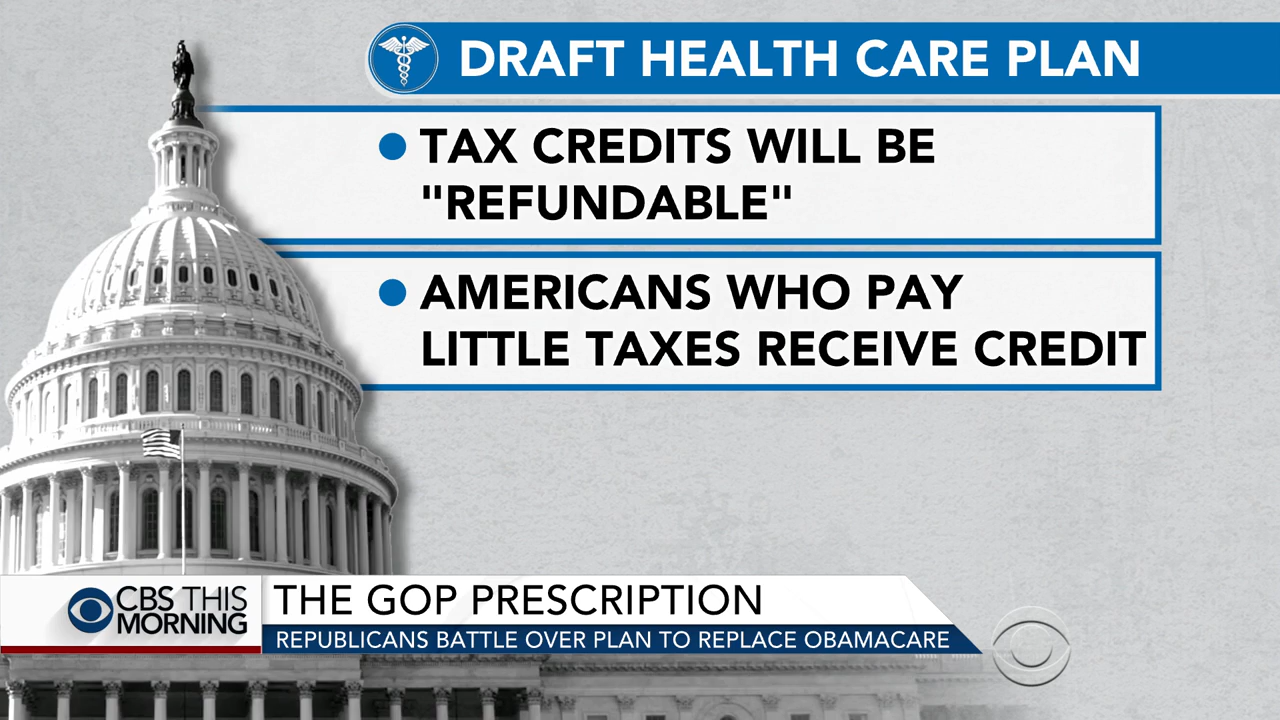 DRAFT HEALTH CARE PLAN
TAX CREDITS WILL BE
"REFUNDABLE"
AMERICANS WHO PAY
LITTLE TAXES RECEIVE CREDIT
CBS THIS
MORNING
THE GOP PRESCRIPTION
REPUBLICANS BATTLE OVER PLAN TO REPLACE OBAMACARE